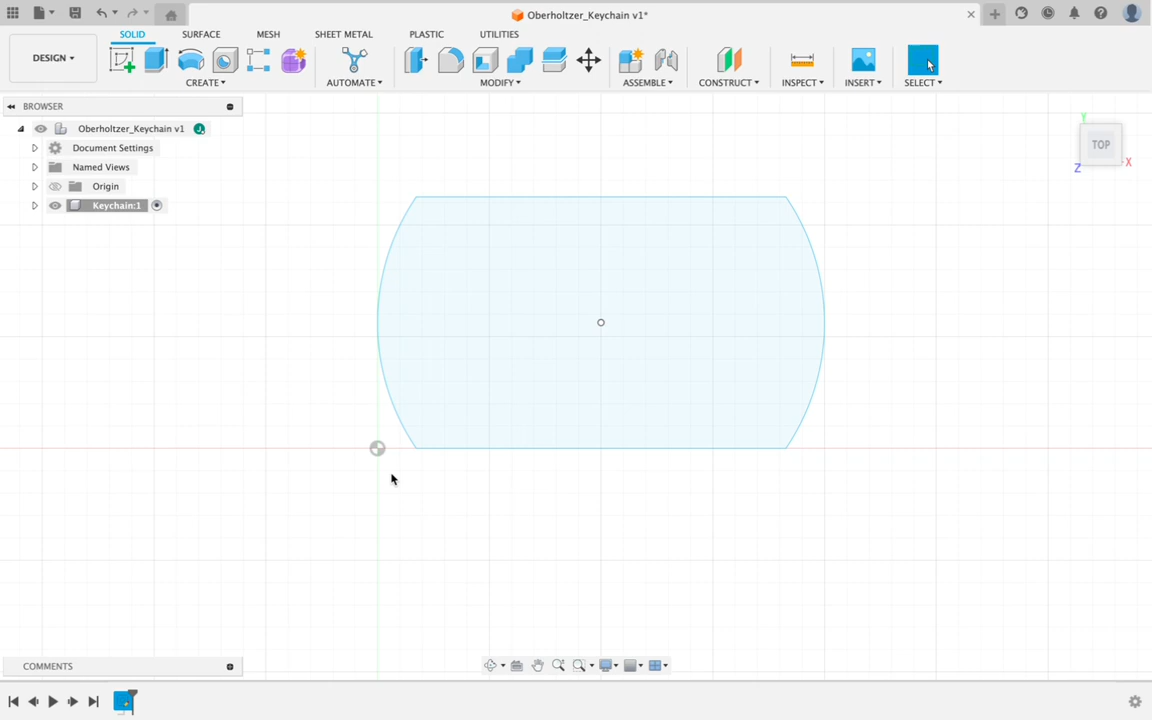 Oberholtzer_Keychain v1*
DESIGN
SOLID
SURFACE
MESH
SHEET METAL
PLASTIC
UTILITIES
CREATE
AUTOMATE
MODIFY
ASSEMBLE
CONSTRUCT
INSPECT
INSERT
SELECT
BROWSER
Oberholtzer_Keychain v1
Document Settings
Named Views
Origin
Keychain:1
Y
TOP
X
Z
COMMENTS